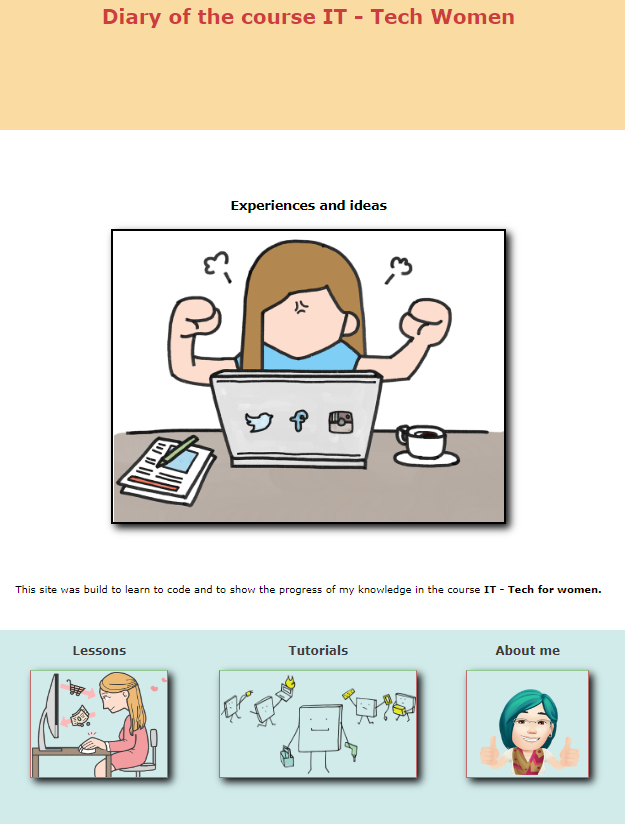 Diary of the course IT - Tech Women
Experiences and ideas
This site was build to learn to code and to show the progress of my knowledge in the course IT - Tech for women.
Lessons
Tutorials
About me